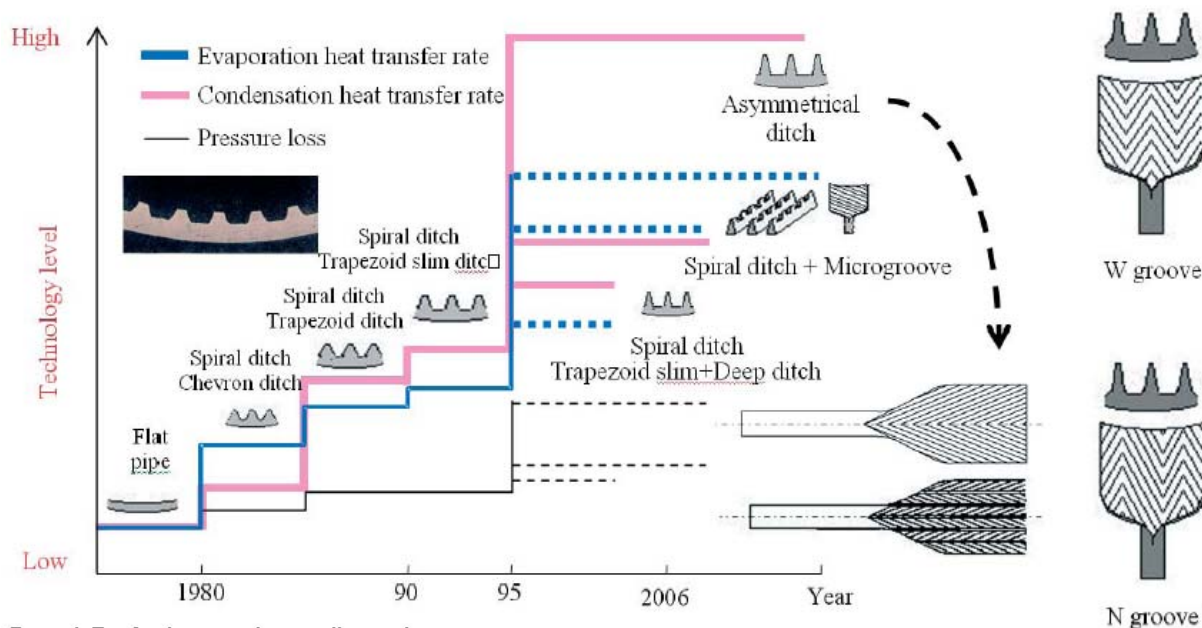 High
Evaporation heat transfer rate
Condensation heat transfer rate
Pressure loss
Technology level
Low
Flat
pipe
Spiral ditch
Chevron ditch
Spiral ditch
Trapezoid ditch
Spiral ditch
Trapezoid slim ditc□
Asymmetrical
ditch
Spiral ditch + Microgroove
Spiral ditch
Trapezoid slim+Deep ditch
1980
90
95
2006
Year
W groove
N groove